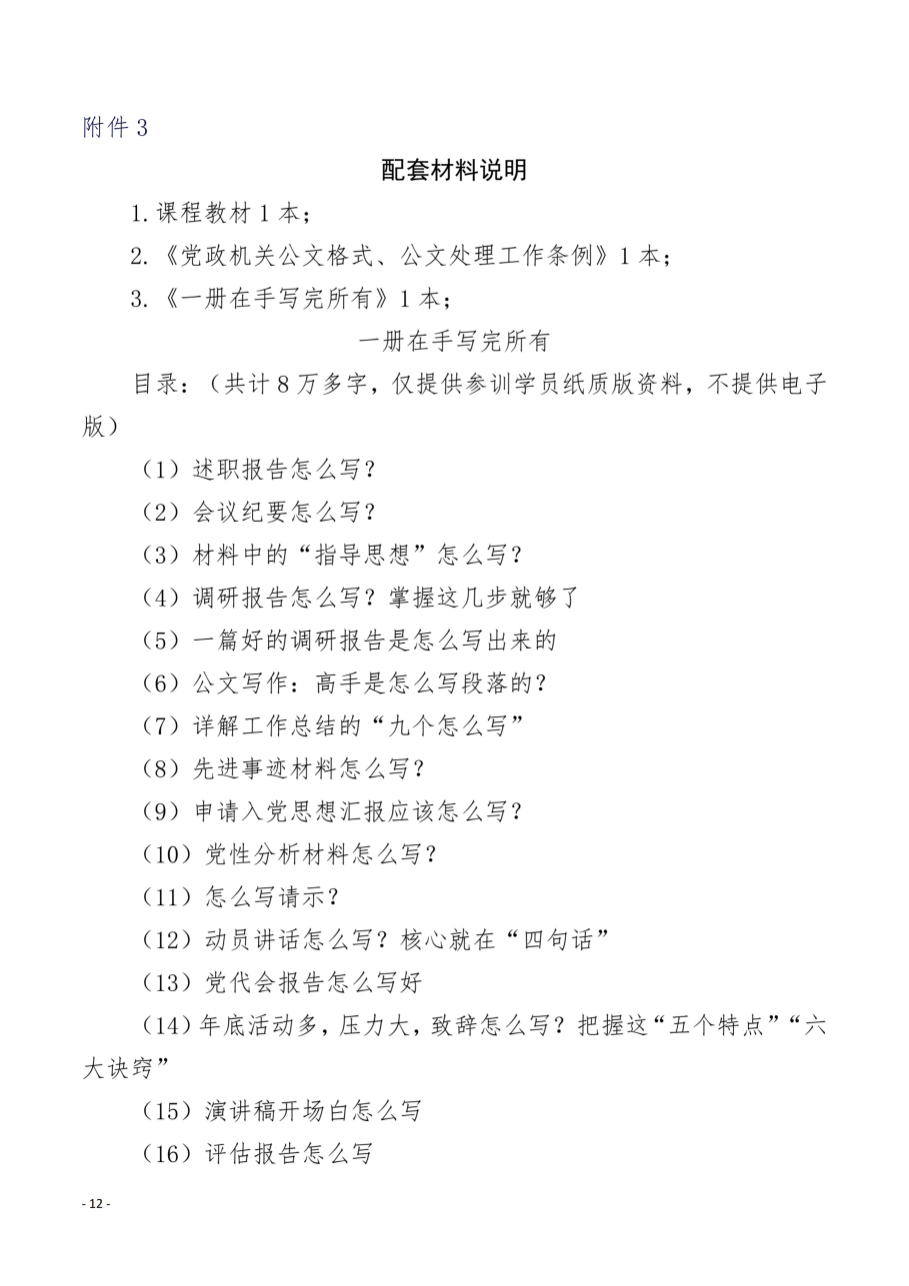 附件 3
配套材料说明
1. 课程教材 1 本；
2. 《党政机关公文格式、公文处理工作条例》1 本；
3. 《一册在手写完所有》1 本；
一册在手写完所有
目录：（共计 8 万多字，仅提供参训学员纸质版资料，不提供电子
版）
（1）述职报告怎么写？
（2）会议纪要怎么写？
（3）材料中的“指导思想”怎么写？
（4）调研报告怎么写？掌握这几步就够了
（5）一篇好的调研报告是怎么写出来的
（6）公文写作：高手是怎么写段落的？
（7）详解工作总结的“九个怎么写”
（8）先进事迹材料怎么写？
（9）申请入党思想汇报应该怎么写？
（10）党性分析材料怎么写？
（11）怎么写请示？
（12）动员讲话怎么写？核心就在“四句话”
（13）党代会报告怎么写好
（14）年底活动多，压力大，致辞怎么写？把握这“五个特点”“六
大诀窍”
（15）演讲稿开场白怎么写
（16）评估报告怎么写
- 12 -